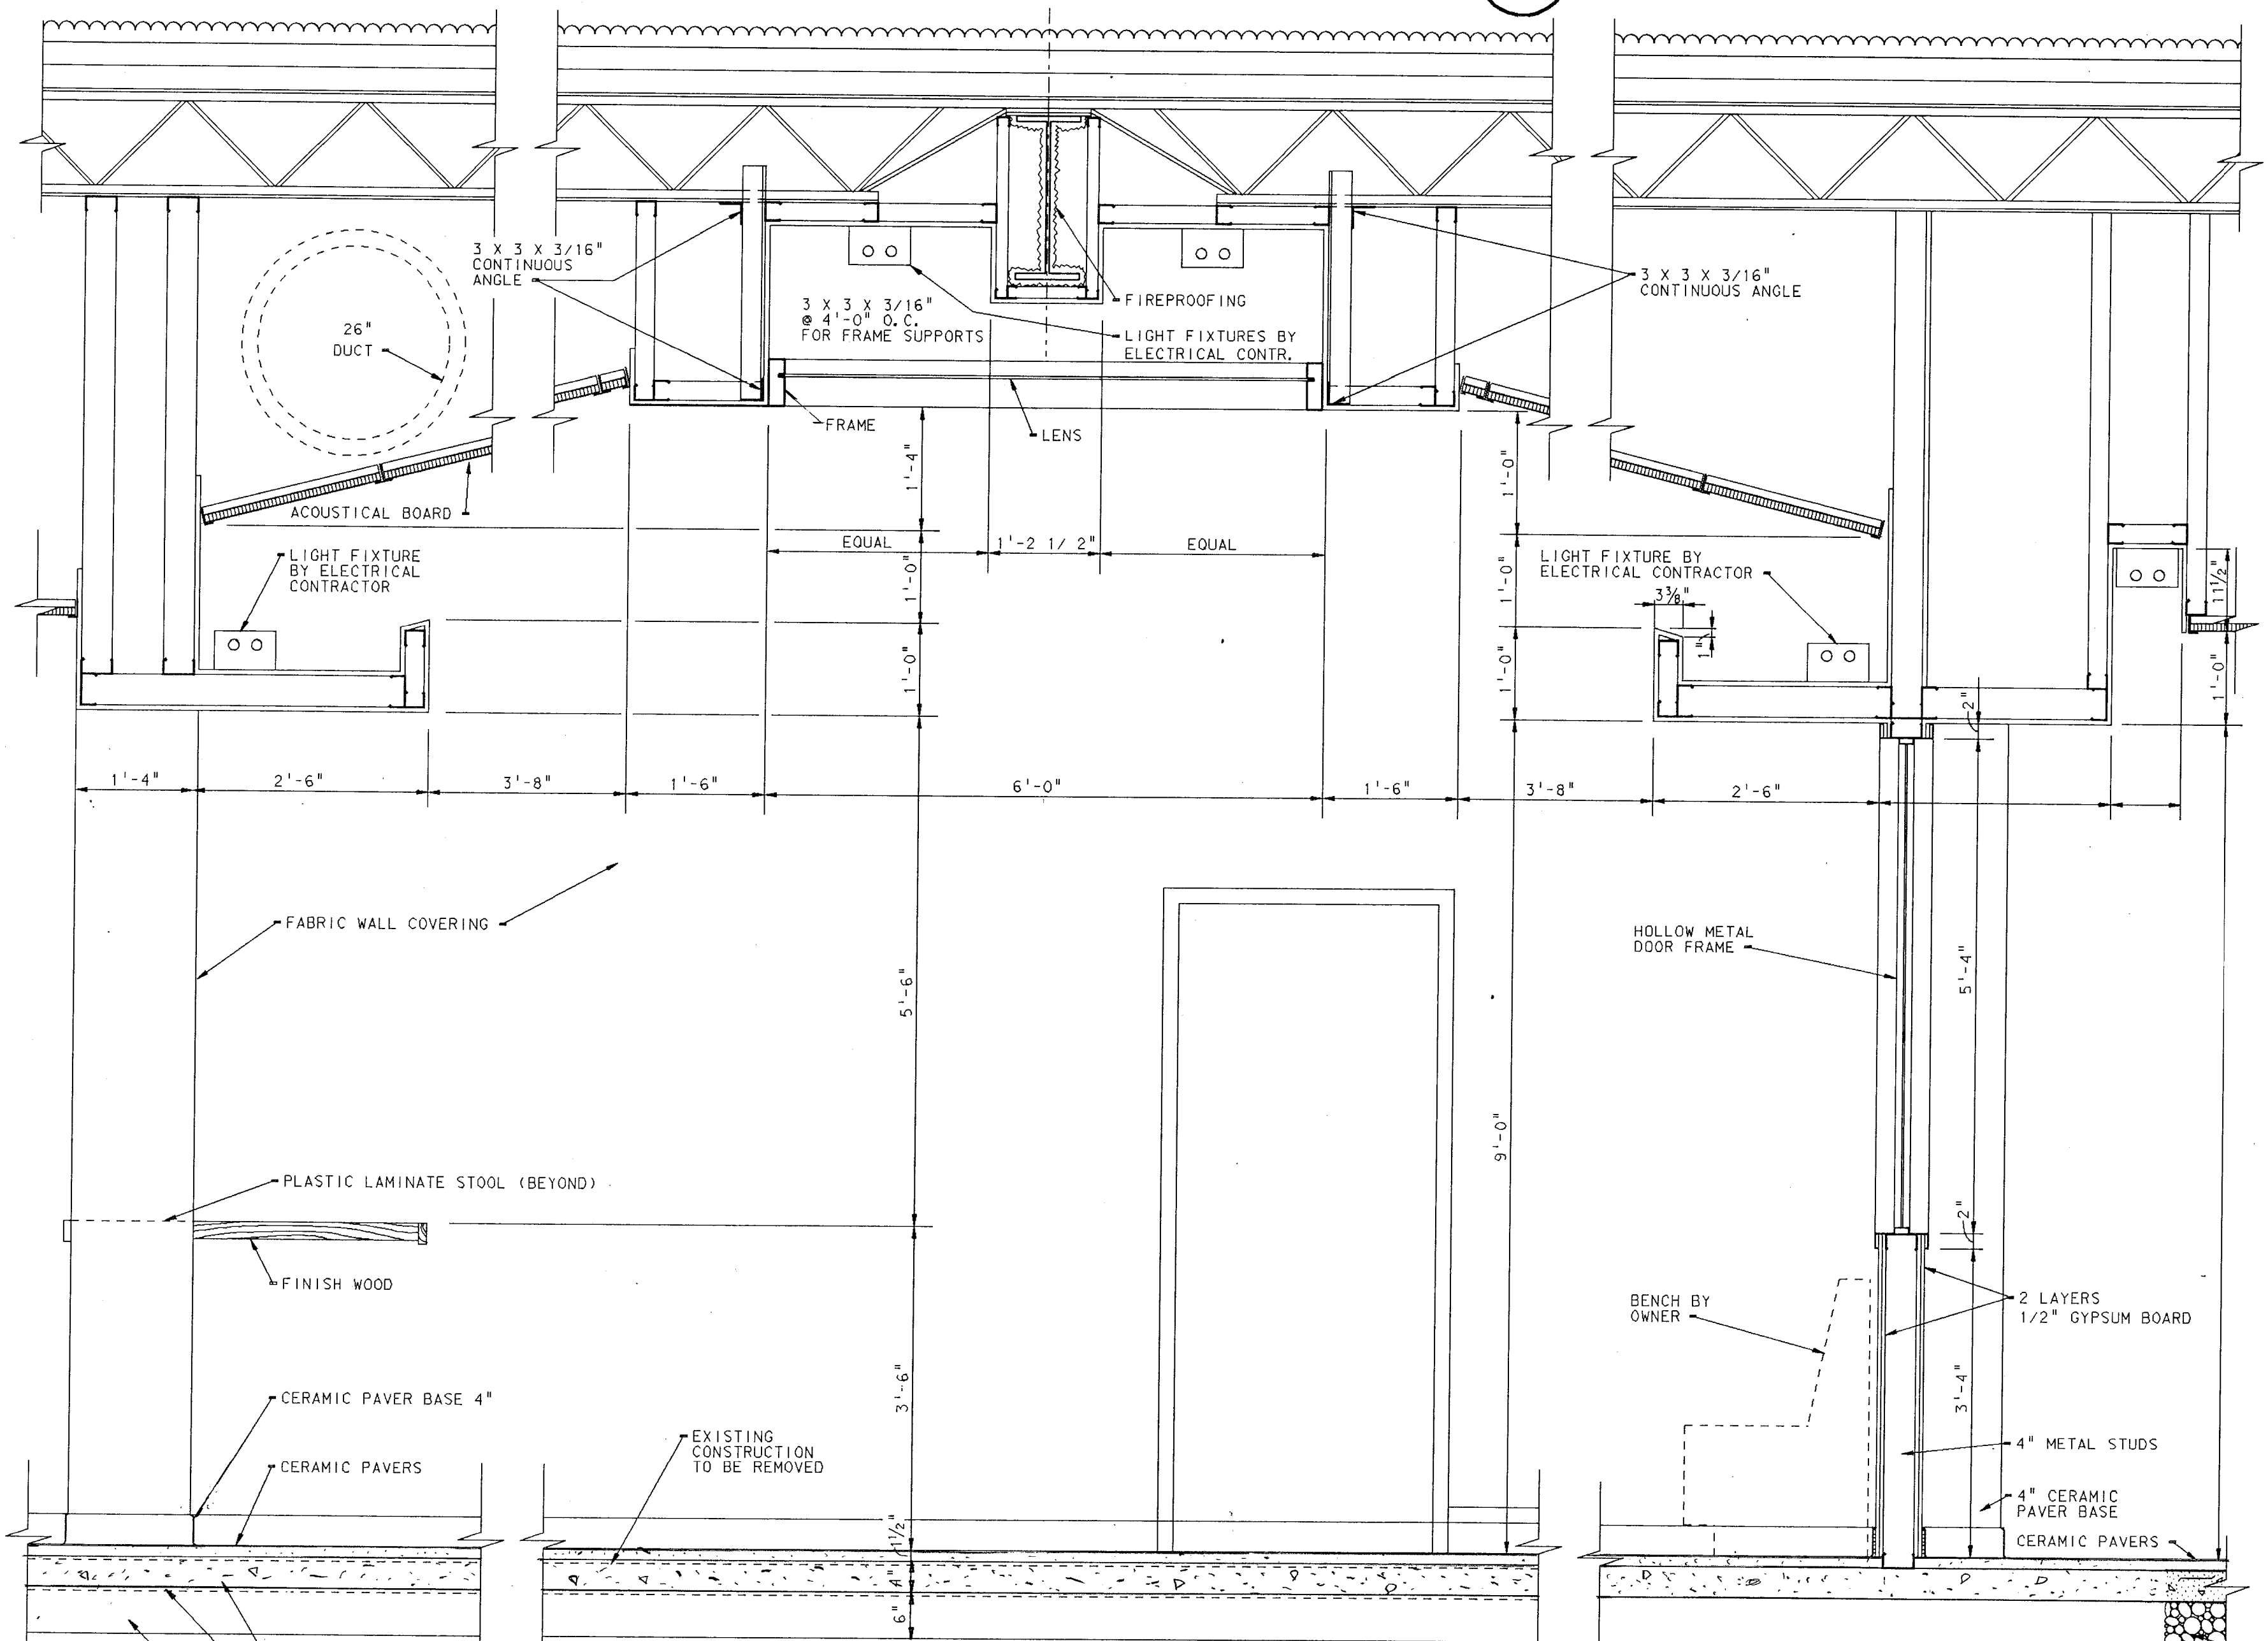 3 X 3 X 3/16"
CONTINUOUS
ANGLE
26"
DUCT
3 X 3 X 3/16"
@ 4'-0" O.C.
FOR FRAME SUPPORTS
FIREPROOFING
LIGHT FIXTURES BY
ELECTRICAL CONTR.
3 X 3 X 3/16"
CONTINUOUS ANGLE
FRAME
LENS
ACOUSTICAL BOARD
1'-4"
1'-0"
EQUAL
1'-2 1/2"
EQUAL
LIGHT FIXTURE
BY ELECTRICAL
CONTRACTOR
1'-0"
1'-0"
LIGHT FIXTURE BY
ELECTRICAL CONTRACTOR
3⅜"
1"
11½"
1'-0"
1'-0"
1'-0"
2"
1'-4"
2'-6"
3'-8"
1'-6"
6'-0"
1'-6"
3'-8"
2'-6"
FABRIC WALL COVERING
HOLLOW METAL
DOOR FRAME
5'-6"
5'-4"
9'-0"
PLASTIC LAMINATE STOOL (BEYOND)
2"
FINISH WOOD
BENCH BY
OWNER
2 LAYERS
1/2" GYPSUM BOARD
CERAMIC PAVER BASE 4"
3'-6"
3'-4"
EXISTING
CONSTRUCTION
TO BE REMOVED
CERAMIC PAVERS
4" METAL STUDS
4" CERAMIC
PAVER BASE
CERAMIC PAVERS
1½"
4"
6"